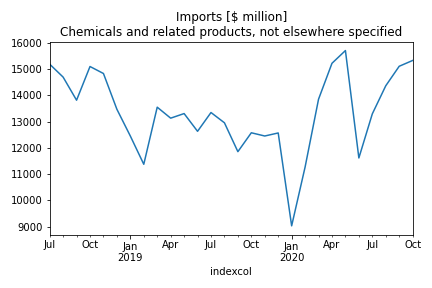 Imports [$ million]
Chemicals and related products, not elsewhere specified
16000
15000
14000
13000
12000
11000
10000
9000
Jul Oct Jan Apr Jul Oct Jan Apr Jul Oct
2019 2020
indexcol